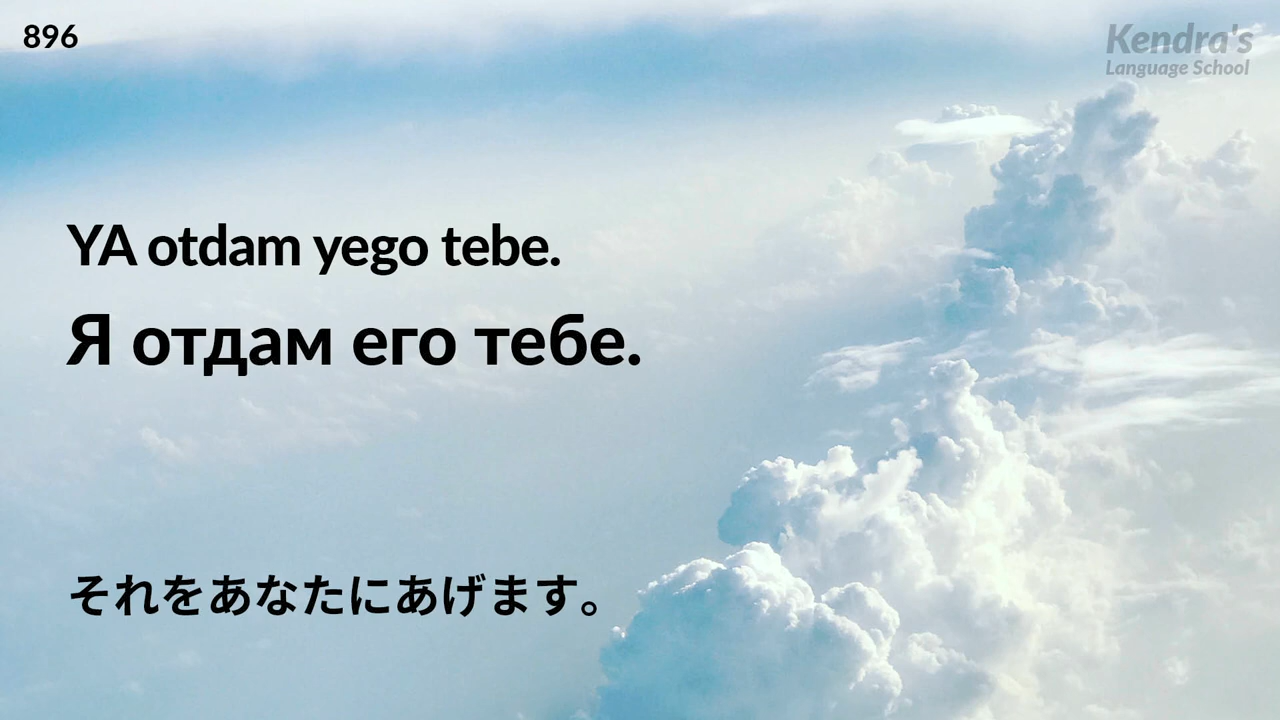 896
Kendra's
Language School
YA otdam yego tebe.
Я отдам его тебе.
それをあなたにあげます。